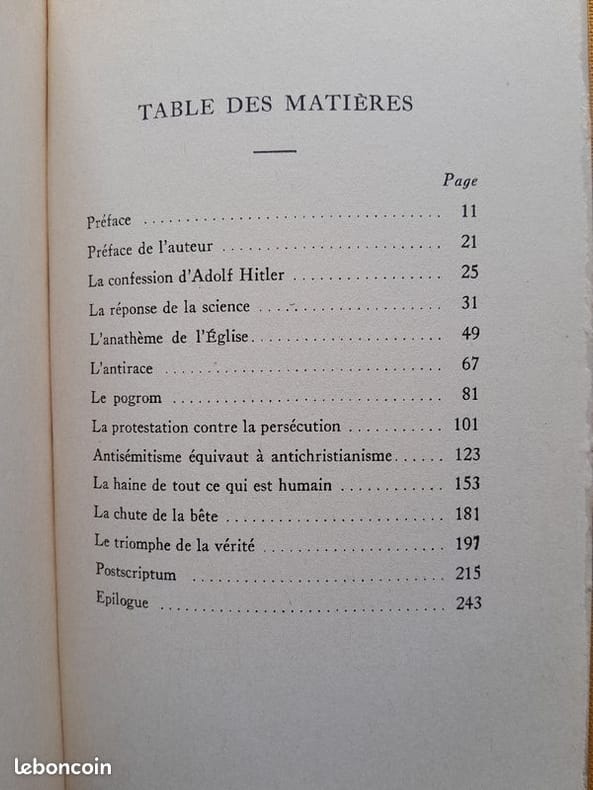 TABLE DES MATIÈRES
Page
Préface .................................. 11
Préface de l'auteur ......................... 21
La confession d'Adolf Hitler ................. 25
La réponse de la science ..................... 31
L'anathème de l'Église...................... 49
L'antirace ................................ 67
Le pogrom ............................... 81
La protestation contre la persécution ........... 101
Antisémitisme équivaut à antichristianisme...... 123
La haine de tout ce qui est humain ............ 153
La chute de la bête ......................... 181
Le triomphe de la vérité ..................... 197
Postscriptum ............................. 215
Epilogue ................................ 243
leboncoin